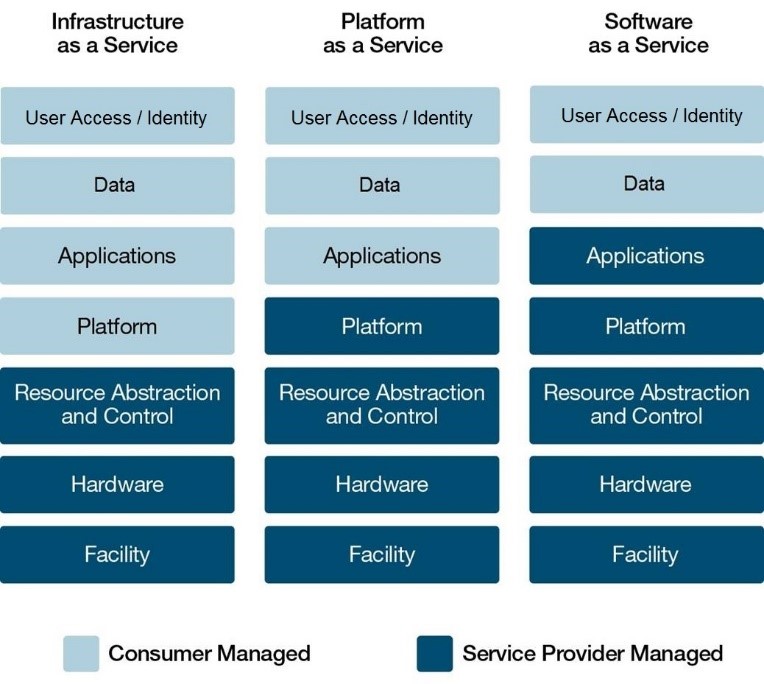 Infrastructure
as a Service
Platform
as a Service
Software
as a Service
User Access / Identity
User Access / Identity
User Access / Identity
Data
Data
Data
Applications
Applications
Applications
Platform
Platform
Platform
Resource Abstraction
and Control
Resource Abstraction
and Control
Resource Abstraction
and Control
Hardware
Hardware
Hardware
Facility
Facility
Facility
Consumer Managed
Service Provider Managed